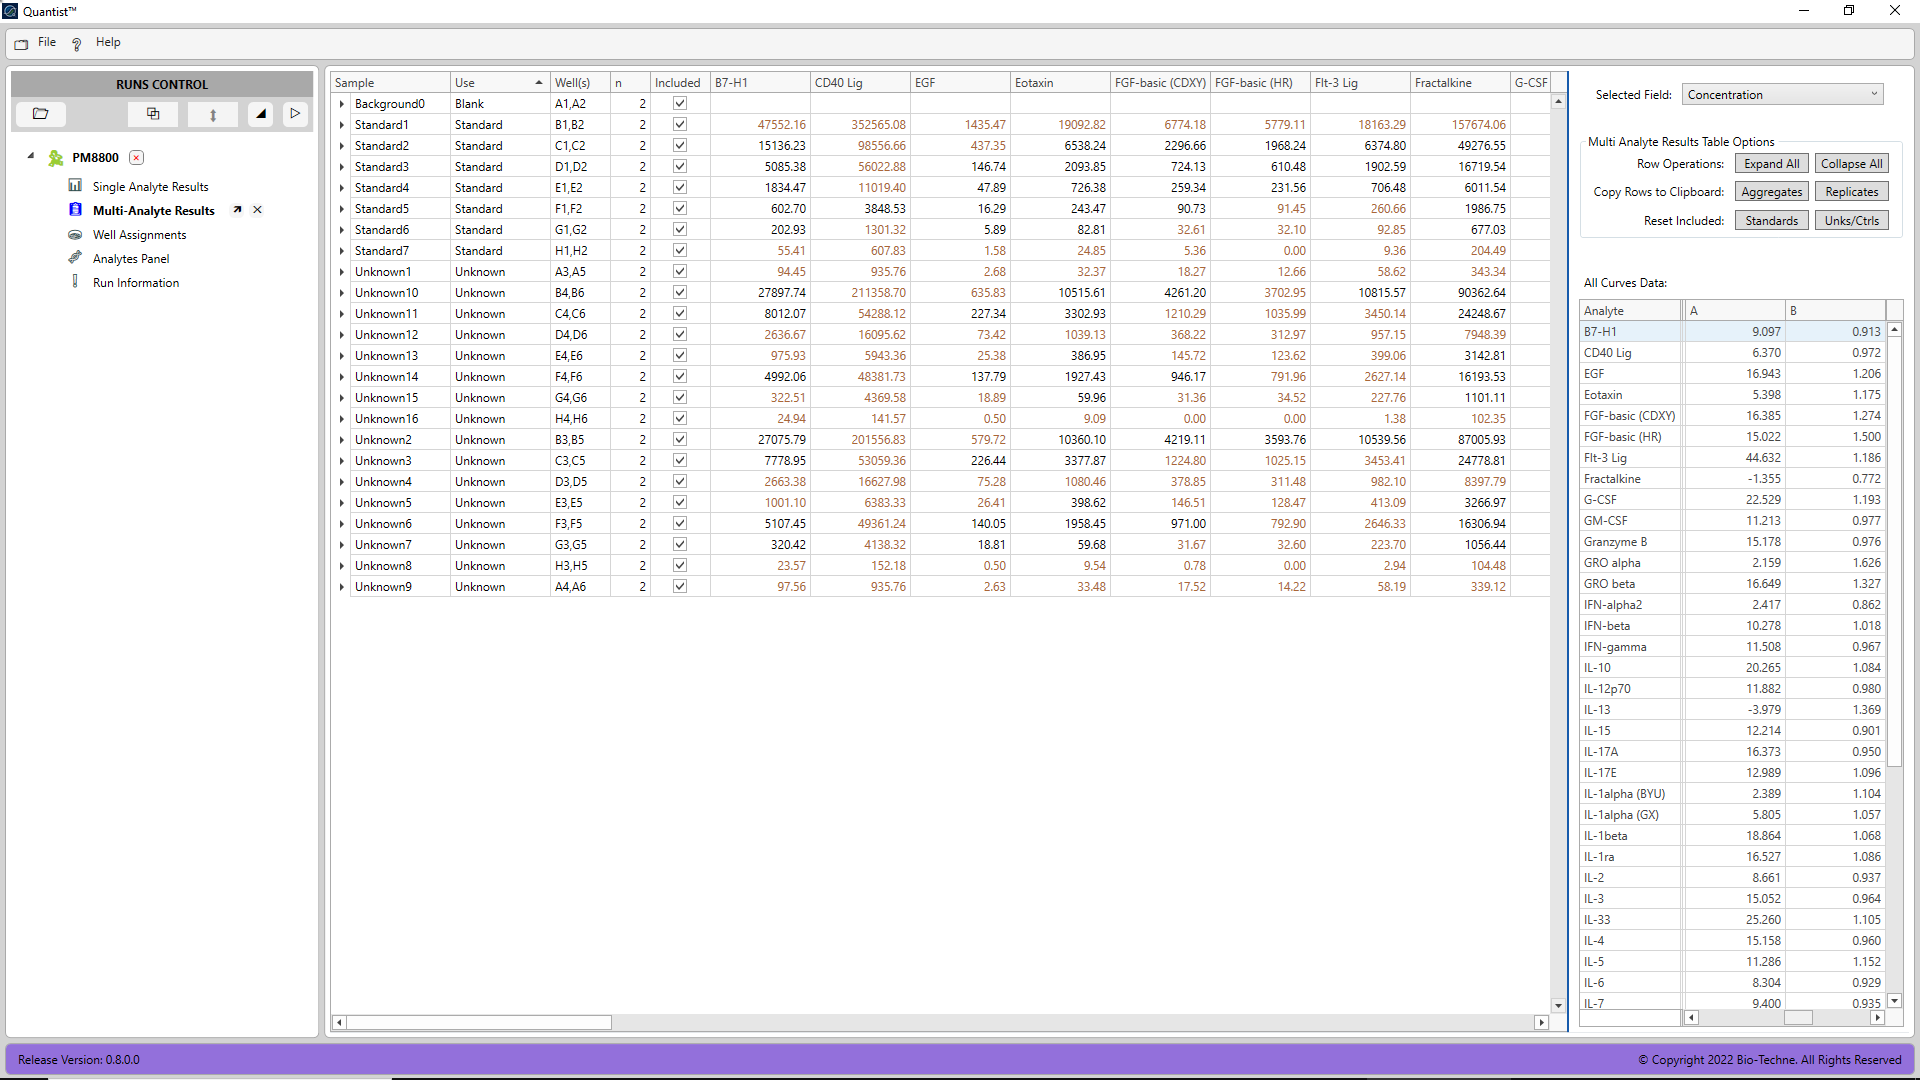 Quantist™
File Help
RUNS CONTROL
PM8800
Single Analyte Results
Multi-Analyte Results
Well Assignments
Analytes Panel
Run Information
Sample Use Well(s) n Included B7-H1 CD40 Lig EGF Eotaxin FGF-basic (CDXY) FGF-basic (HR) Flt-3 Lig Fractalkine G-CSF
Background0 Blank A1,A2 2
Standard1 Standard B1,B2 2 47552.16 352565.08 1435.47 19092.82 6774.18 5779.11 18163.29 157674.06
Standard2 Standard C1,C2 2 15136.23 98556.66 437.35 6538.24 2296.66 1968.24 6374.80 49276.55
Standard3 Standard D1,D2 2 5085.38 56022.88 146.74 2093.85 724.13 610.48 1902.59 16719.54
Standard4 Standard E1,E2 2 1834.47 11019.40 47.89 726.38 259.34 231.56 706.48 6011.54
Standard5 Standard F1,F2 2 602.70 3848.53 16.29 243.47 90.73 91.45 260.66 1986.75
Standard6 Standard G1,G2 2 202.93 1301.32 5.89 82.81 32.61 32.10 92.85 677.03
Standard7 Standard H1,H2 2 55.41 607.83 1.58 24.85 5.36 0.00 9.36 204.49
Unknown1 Unknown A3,A5 2 94.45 935.76 2.68 32.37 18.27 12.66 58.62 343.34
Unknown10 Unknown B4,B6 2 27897.74 211358.70 635.83 10515.61 4261.20 3702.95 10815.57 90362.64
Unknown11 Unknown C4,C6 2 8012.07 54288.12 227.34 3302.93 1210.29 1035.99 3450.14 24248.67
Unknown12 Unknown D4,D6 2 2636.67 16095.62 73.42 1039.13 368.22 312.97 957.15 7948.39
Unknown13 Unknown E4,E6 2 975.93 5943.36 25.38 386.95 145.72 123.62 399.06 3142.81
Unknown14 Unknown F4,F6 2 4992.06 48381.73 137.79 1927.43 946.17 791.96 2627.14 16193.53
Unknown15 Unknown G4,G6 2 322.51 4369.58 18.89 59.96 31.36 34.52 227.76 1101.11
Unknown16 Unknown H4,H6 2 24.94 141.57 0.50 9.09 0.00 0.00 1.38 102.35
Unknown2 Unknown B3,B5 2 27075.79 201556.83 579.72 10360.10 4219.11 3593.76 10539.56 87005.93
Unknown3 Unknown C3,C5 2 7778.95 53059.36 226.44 3377.87 1224.80 1025.15 3453.41 24778.81
Unknown4 Unknown D3,D5 2 2663.38 16627.98 75.28 1080.46 378.85 311.48 982.10 8397.79
Unknown5 Unknown E3,E5 2 1001.10 6383.33 26.41 398.62 146.51 128.47 413.09 3266.97
Unknown6 Unknown F3,F5 2 5107.45 49361.24 140.05 1958.45 971.00 792.90 2646.33 16306.94
Unknown7 Unknown G3,G5 2 320.42 4138.32 18.81 59.68 31.67 32.60 223.70 1056.44
Unknown8 Unknown H3,H5 2 23.57 152.18 0.50 9.54 0.78 0.00 2.94 104.48
Unknown9 Unknown A4,A6 2 97.56 935.76 2.63 33.48 17.52 14.22 58.19 339.12
Selected Field: Concentration
Multi Analyte Results Table Options
Row Operations: Expand All Collapse All
Copy Rows to Clipboard: Aggregates Replicates
Reset Included: Standards Unks/Ctrls
All Curves Data:
Analyte A B
B7-H1 9.097 0.913
CD40 Lig 6.370 0.972
EGF 16.943 1.206
Eotaxin 5.398 1.175
FGF-basic (CDXY) 16.385 1.274
FGF-basic (HR) 15.022 1.500
Flt-3 Lig 44.632 1.186
Fractalkine -1.355 0.772
G-CSF 22.529 1.193
GM-CSF 11.213 0.977
Granzyme B 15.178 0.976
GRO alpha 2.159 1.626
GRO beta 16.649 1.327
IFN-alpha2 2.417 0.862
IFN-beta 10.278 1.018
IFN-gamma 11.508 0.967
IL-10 20.265 1.084
IL-12p70 11.882 0.980
IL-13 -3.979 1.369
IL-15 12.214 0.901
IL-17A 16.373 0.950
IL-17E 12.989 1.096
IL-1alpha (BYU) 2.389 1.104
IL-1alpha (GX) 5.805 1.057
IL-1beta 18.864 1.068
IL-1ra 16.527 1.086
IL-2 8.661 0.937
IL-3 15.052 0.964
IL-33 25.260 1.105
IL-4 15.158 0.960
IL-5 11.286 1.152
IL-6 8.304 0.929
IL-7 9.400 0.935
Release Version: 0.8.0.0
© Copyright 2022 Bio-Techne. All Rights Reserved